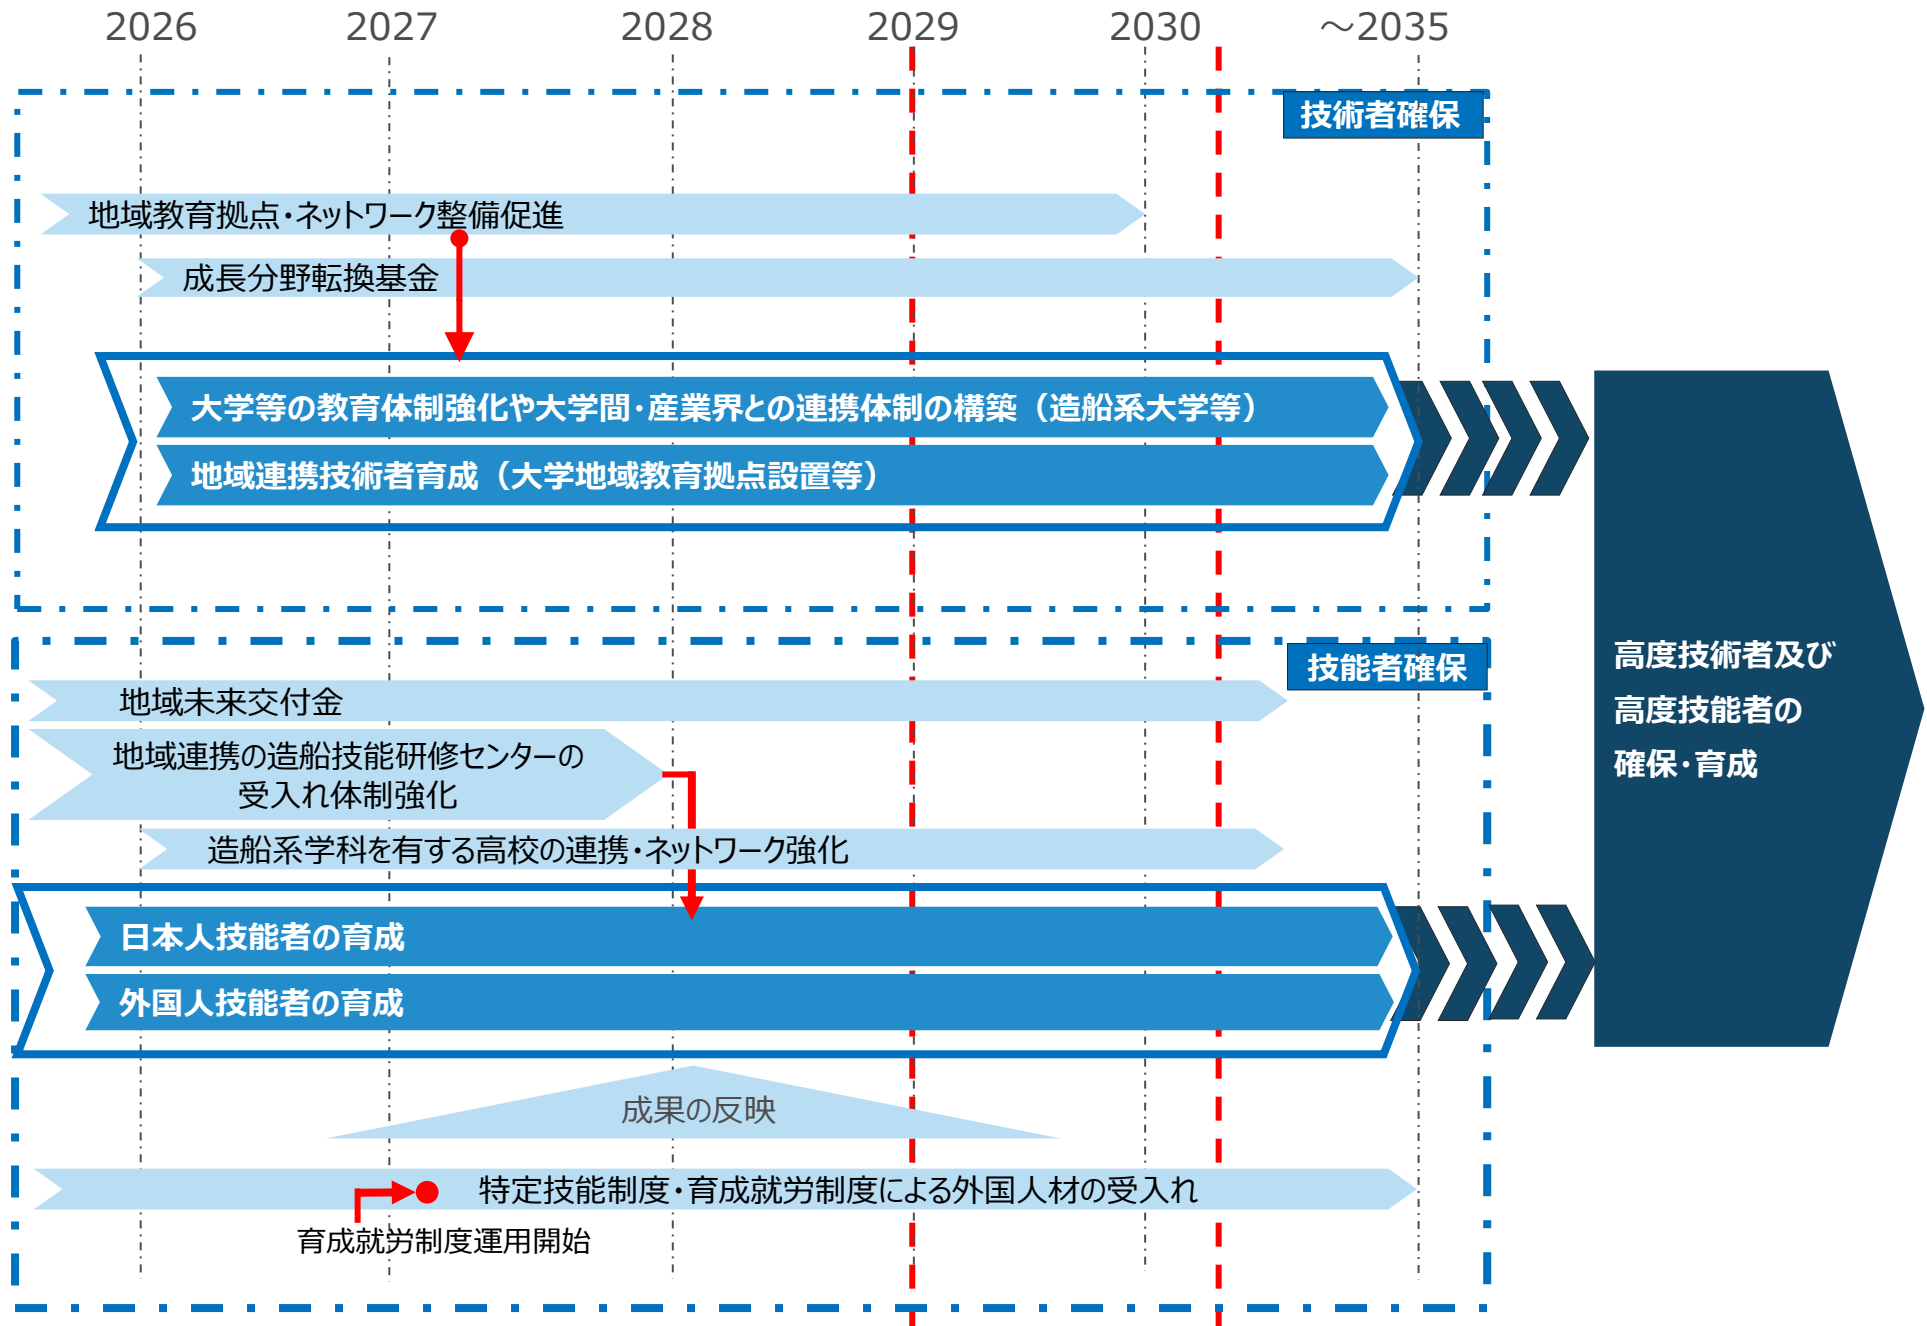 2026 2027 2028 2029 2030 ～2035
技術者確保
地域教育拠点・ネットワーク整備促進
成長分野転換基金
大学等の教育体制強化や大学間・産業界との連携体制の構築（造船系大学等）
地域連携技術者育成（大学地域教育拠点設置等）
技能者確保
地域未来交付金
地域連携の造船技能研修センターの
受入れ体制強化
造船系学科を有する高校の連携・ネットワーク強化
日本人技能者の育成
外国人技能者の育成
成果の反映
特定技能制度・育成就労制度による外国人材の受入れ
育成就労制度運用開始
高度技術者及び
高度技能者の
確保・育成